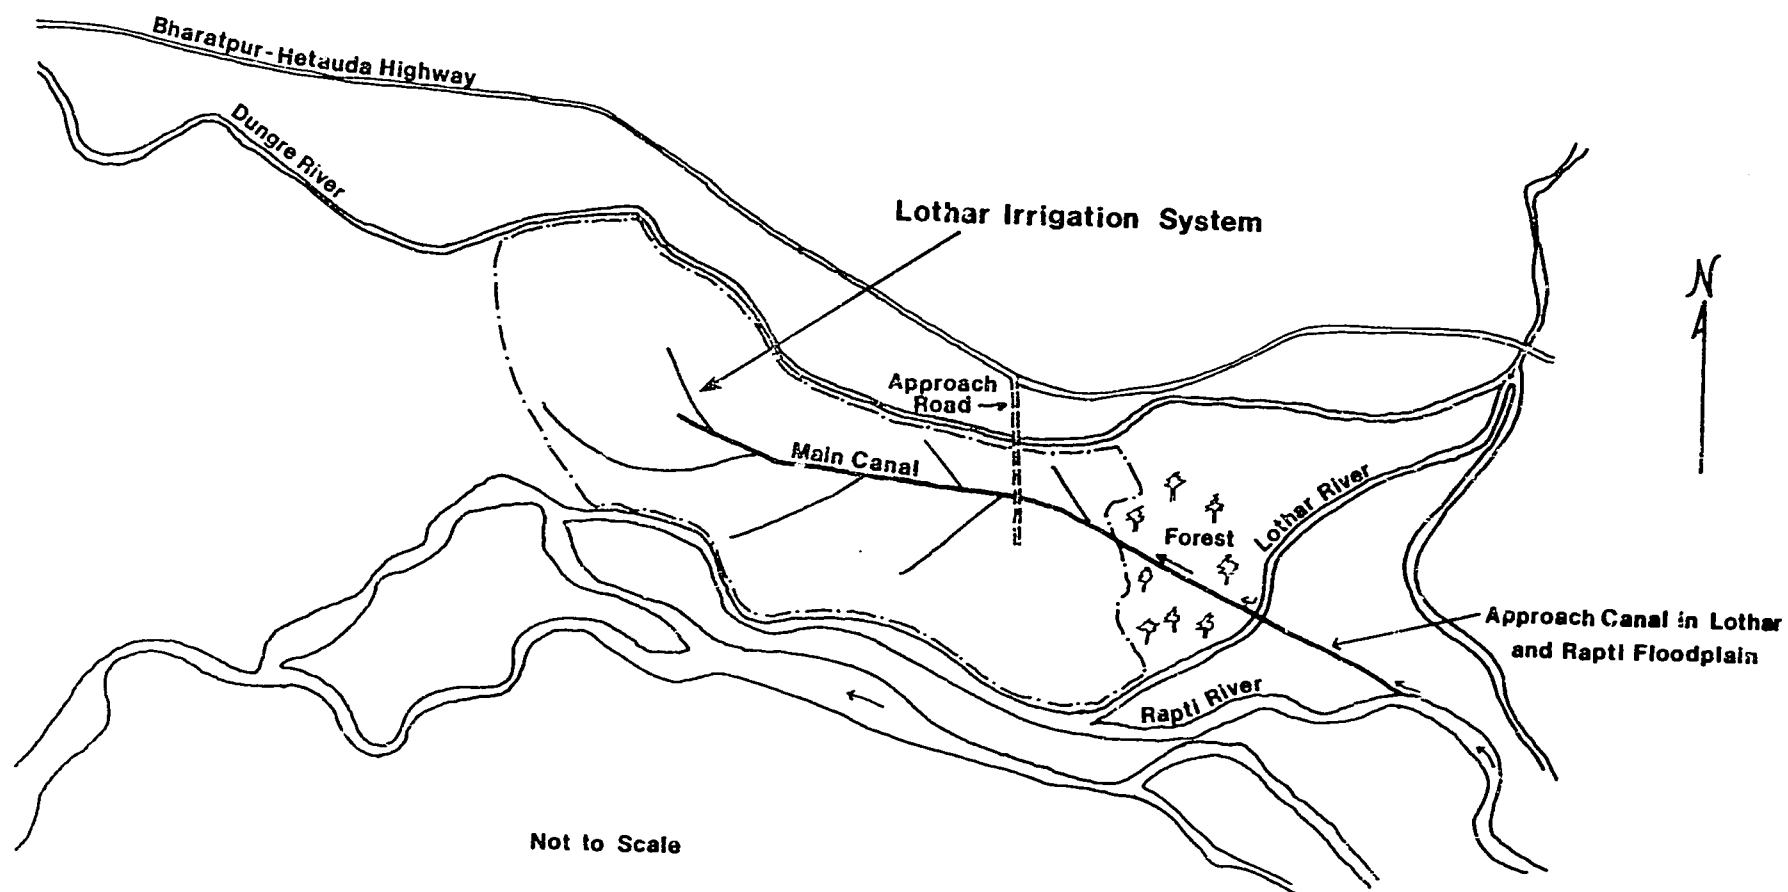 Bharatpur-Hetauda Highway
Dungre River
Lothar Irrigation System
N
Approach
Road
Main Canal
Forest
Lothar River
Approach Canal in Lothar
and Rapti Floodplain
Rapti River
Not to Scale